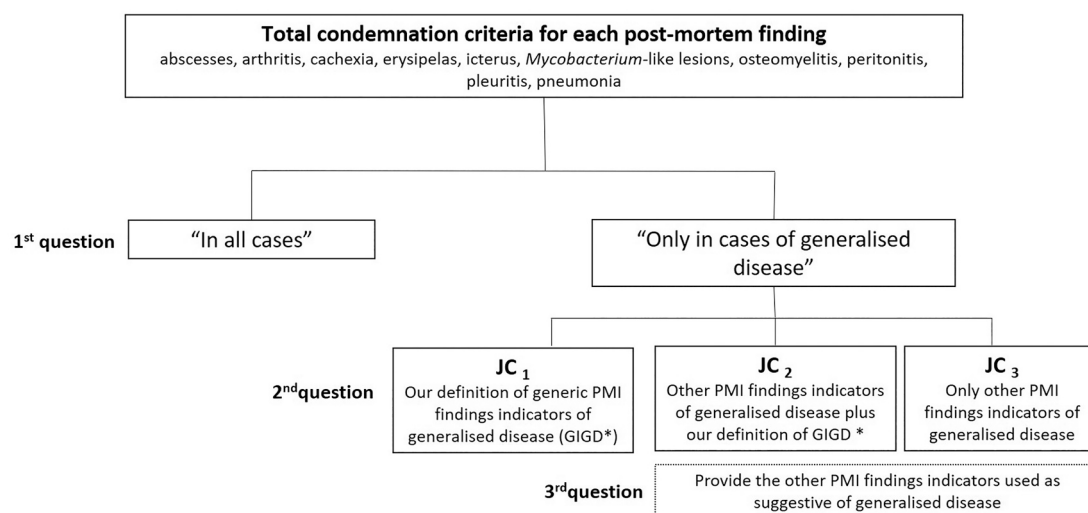 Total condemnation criteria for each post-mortem finding
abscesses, arthritis, cachexia, erysipelas, icterus, Mycobacterium-like lesions, osteomyelitis, peritonitis,
pleuritis, pneumonia
1st question
“In all cases”
“Only in cases of generalised
disease”
2ndquestion
JC 1
Our definition of generic PMI
findings indicators of
generalised disease (GIGD*)
JC 2
Other PMI findings indicators
of generalised disease plus
our definition of GIGD *
JC 3
Only other PMI
findings indicators of
generalised disease
3rdquestion
Provide the other PMI findings indicators used as
suggestive of generalised disease